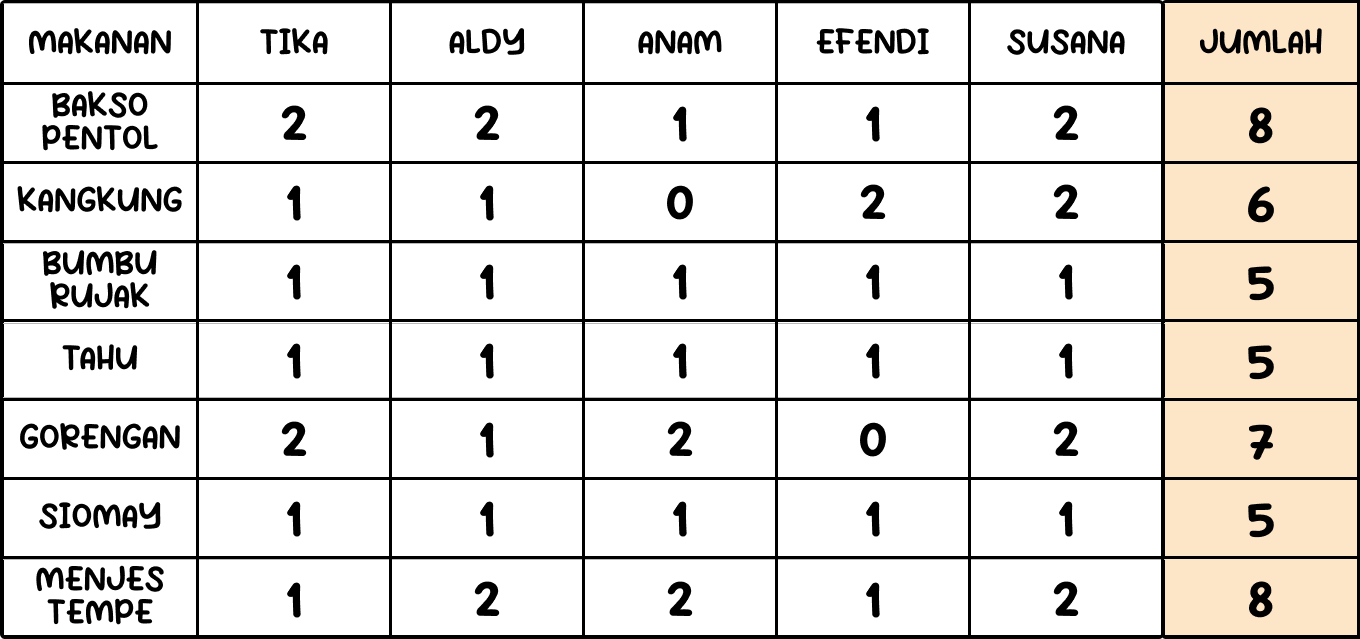 MAKANAN TIKA ALDY ANAM EFENDI SUSANA JUMLAH
BAKSO
PENTOL 2 2 1 1 2 8
KANGKUNG 1 1 0 2 2 6
BUMBU
RUJAK 1 1 1 1 1 5
TAHU 1 1 1 1 1 5
GORENGAN 2 1 2 0 2 7
SIOMAY 1 1 1 1 1 5
MENJES
TEMPE 1 2 2 1 2 8